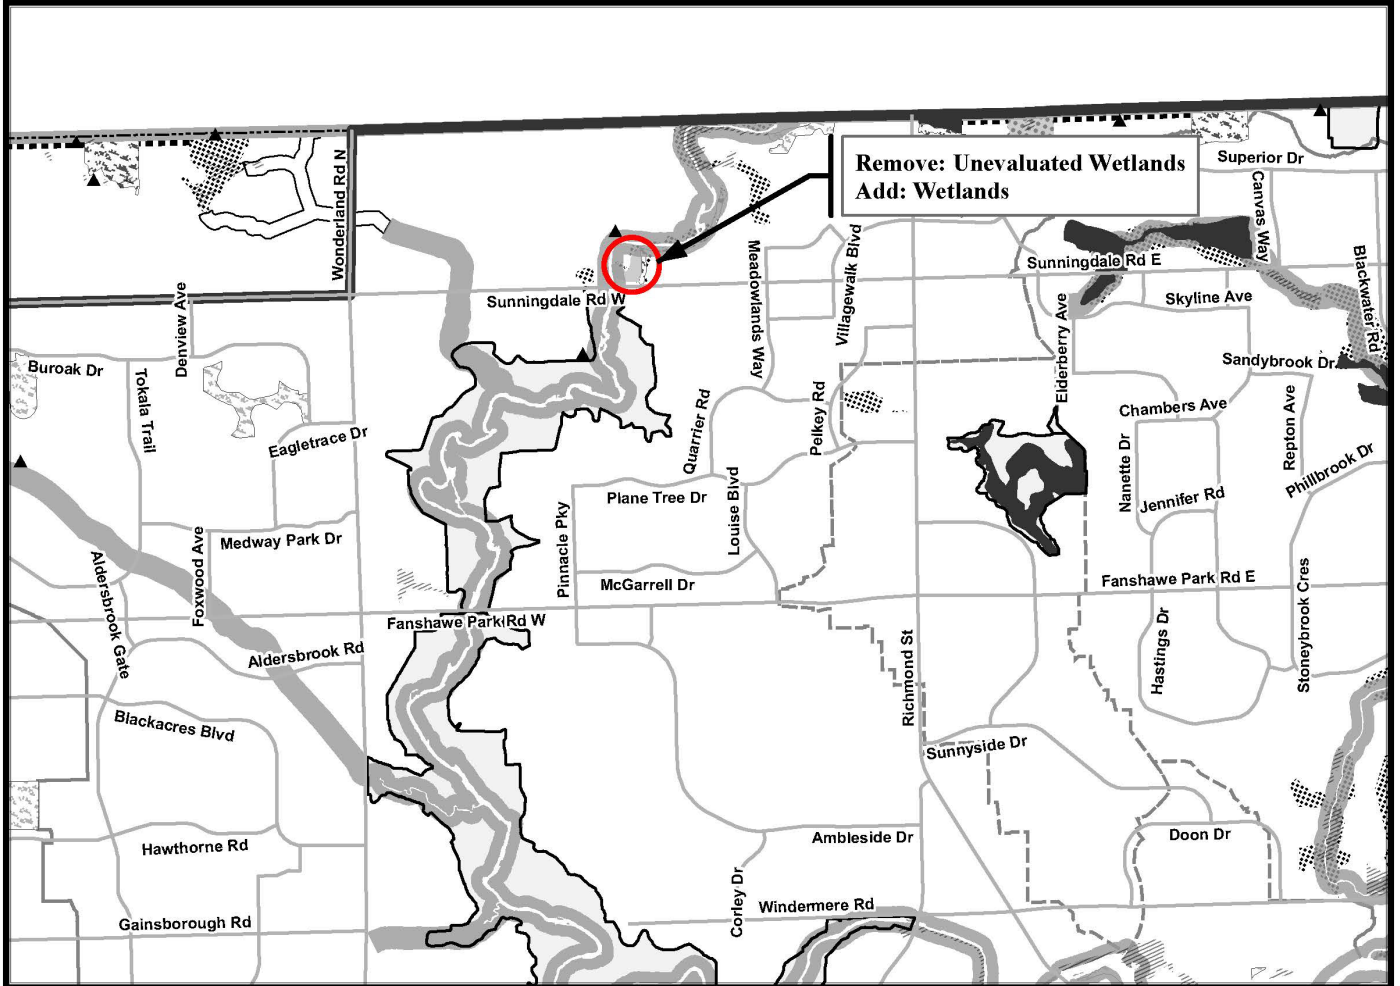 Remove: Unevaluated Wetlands
Add: Wetlands
Superior Dr
Canvas Way
Wonderland Rd N
Meadowlands Way
Villagewalk Blvd
Sunningdale Rd E
Blackwater Rd
Sunningdale Rd W
Skyline Ave
Denview Ave
Elderberry Ave
Buroak Dr
Tokala Trail
Sandybrook Dr
Quarrier Rd
Pelkey Rd
Chambers Ave
Repton Ave
Eagletrace Dr
Nanette Dr
Phillbrook Dr
Plane Tree Dr
Louise Blvd
Jennifer Rd
Pinnacle Pky
Foxwood Ave
Medway Park Dr
Aldersbrook Gate
McGarrell Dr
Fanshawe Park Rd E
Stoneybrook Cres
Fanshawe Park Rd W
Hastings Dr
Aldersbrook Rd
Richmond St
Blackacres Blvd
Sunnyside Dr
Hawthorne Rd
Ambleside Dr
Doon Dr
Corley Dr
Windermere Rd
Gainsborough Rd